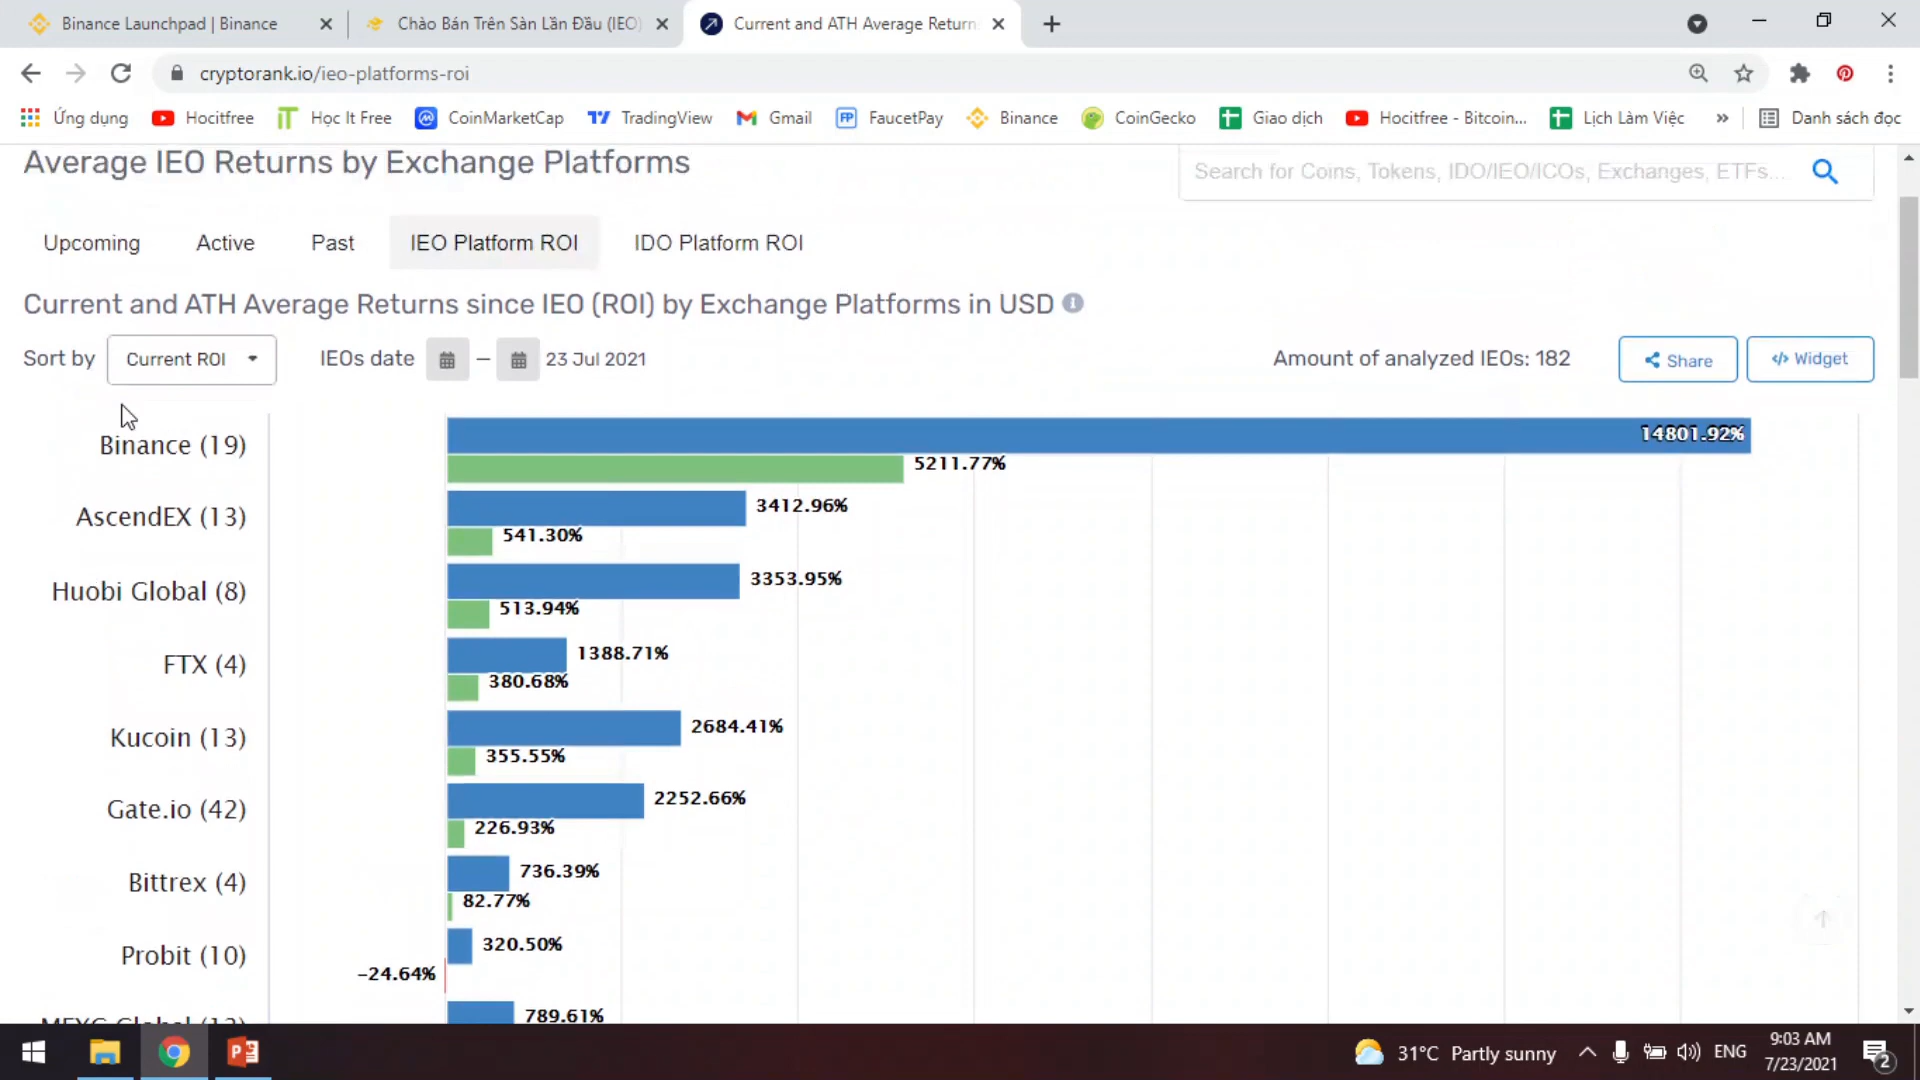 Binance Launchpad | Binance
Chào Bán Trên Sàn Lần Đầu (IEO)
Current and ATH Average Return
cryptorank.io/ieo-platforms-roi
Ứng dụng
Hocitfree
Học It Free
CoinMarketCap
TradingView
Gmail
FaucetPay
Binance
CoinGecko
Giao dịch
Hocitfree - Bitcoin...
Lịch Làm Việc
»
Danh sách đọc
Average IEO Returns by Exchange Platforms
Search for Coins, Tokens, IDO/IEO/ICOs, Exchanges, ETFs...
Upcoming
Active
Past
IEO Platform ROI
IDO Platform ROI
Current and ATH Average Returns since IEO (ROI) by Exchange Platforms in USD
Sort by
Current ROI
IEOs date
– 23 Jul 2021
Amount of analyzed IEOs: 182
Share
</> Widget
Binance (19)
14801.92%
5211.77%
AscendEX (13)
3412.96%
541.30%
Huobi Global (8)
3353.95%
513.94%
FTX (4)
1388.71%
380.68%
Kucoin (13)
2684.41%
355.55%
Gate.io (42)
2252.66%
226.93%
Bittrex (4)
736.39%
82.77%
Probit (10)
320.50%
-24.64%
MEXC Global (13)
789.61%
31°C Partly sunny
ENG
9:03 AM
7/23/2021
2